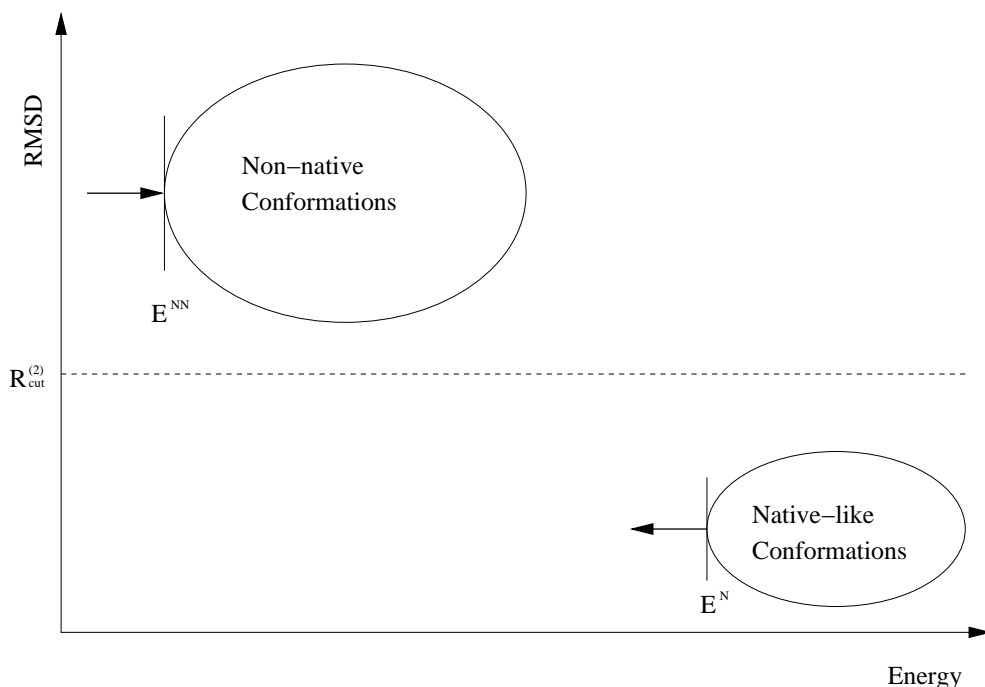 RMSD
Non−native
Conformations
E^NN
R_cut^(2)
Native−like
Conformations
E^N
Energy